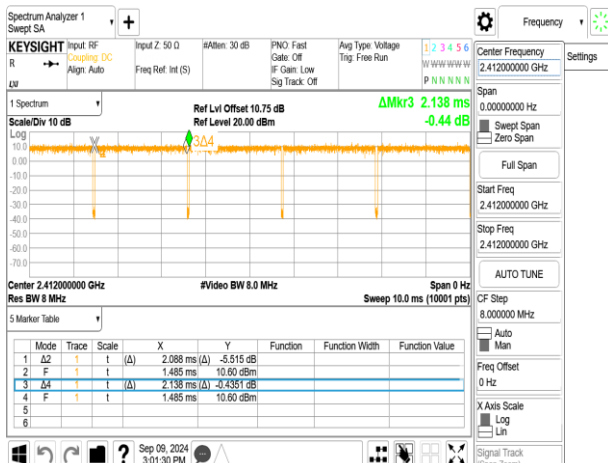 Spectrum Analyzer 1
Swept SA
+
Frequency
KEYSIGHT
R
LXI
Input: RF
Coupling: DC
Align: Auto
Input Z: 50 Ω
Freq Ref: Int (S)
#Atten: 30 dB
PNO: Fast
Gate: Off
IF Gain: Low
Sig Track: Off
Avg Type: Voltage
Trig: Free Run
1 2 3 4 5 6
W W W W W W
P N N N N N
Center Frequency
2.412000000 GHz
Settings
Span
0.00000000 Hz
Swept Span
Zero Span
Full Span
Start Freq
2.412000000 GHz
Stop Freq
2.412000000 GHz
AUTO TUNE
CF Step
8.000000 MHz
Auto
Man
Freq Offset
0 Hz
X Axis Scale
Log
Lin
Signal Track
1 Spectrum
Scale/Div 10 dB
Ref Lvl Offset 10.75 dB
Ref Level 20.00 dBm
ΔMkr3 2.138 ms
-0.44 dB
Log
10.0
0.00
-10.0
-20.0
-30.0
-40.0
-50.0
-60.0
-70.0
3Δ4
Center 2.412000000 GHz
Res BW 8 MHz
#Video BW 8.0 MHz
Span 0 Hz
Sweep 10.0 ms (10001 pts)
5 Marker Table
Mode Trace Scale X Y Function Function Width Function Value
1 Δ2 1 t (Δ) 2.088 ms (Δ) -5.515 dB
2 F 1 t 1.485 ms 10.60 dBm
3 Δ4 1 t (Δ) 2.138 ms (Δ) -0.4351 dB
4 F 1 t 1.485 ms 10.60 dBm
5
6
?
Sep 09, 2024
3:01:30 PM